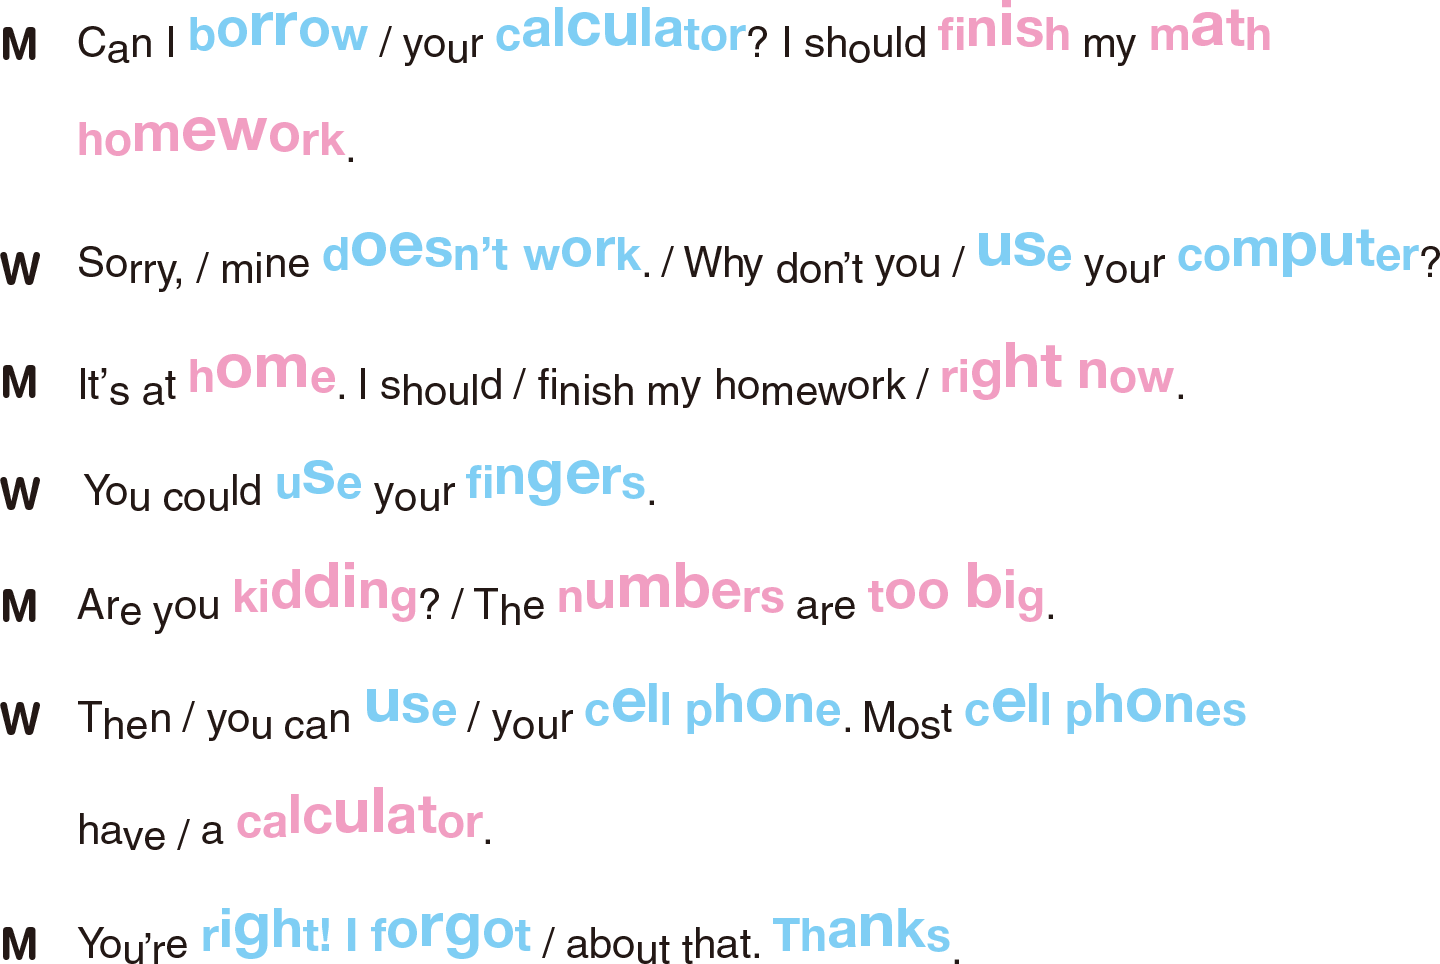 M Can I borrow / your calculator? I should finish my math
homework.
W Sorry, / mine doesn't work. / Why don't you / use your computer?
M It's at home. I should / finish my homework / right now.
W You could use your fingers.
M Are you kidding? / The numbers are too big.
W Then / you can use / your cell phone. Most cell phones
have / a calculator.
M You're right! I forgot / about that. Thanks.